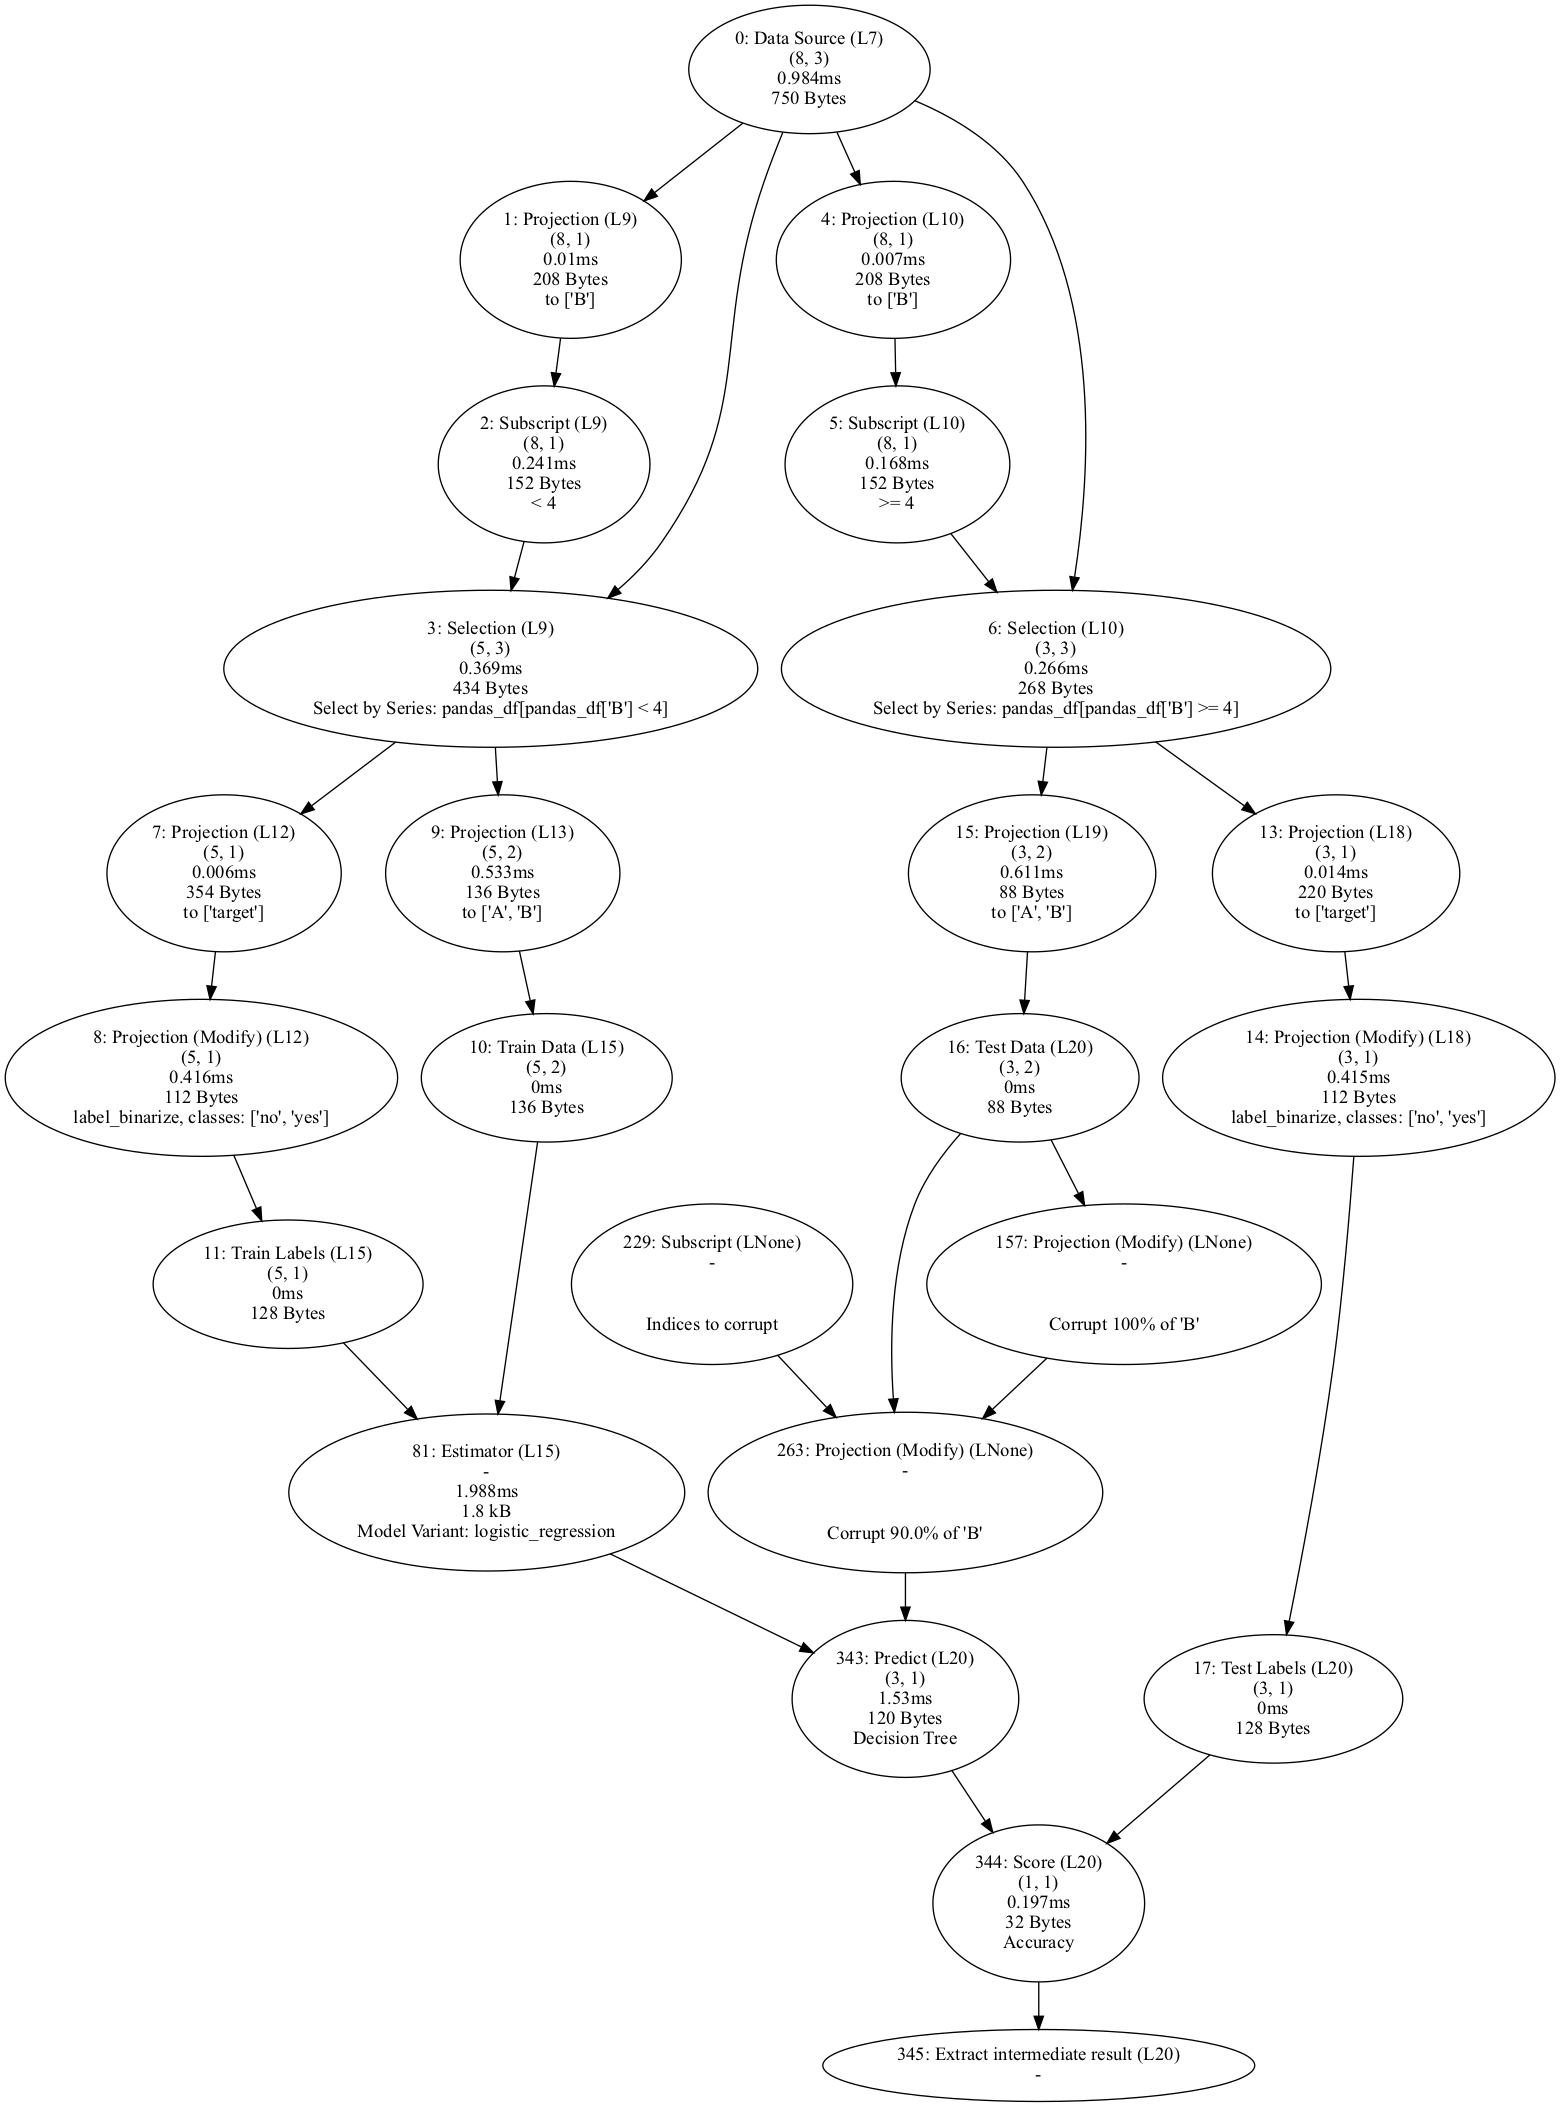 0: Data Source (L7)
(8, 3)
0.984ms
750 Bytes
1: Projection (L9)
(8, 1)
0.01ms
208 Bytes
to ['B']
4: Projection (L10)
(8, 1)
0.007ms
208 Bytes
to ['B']
2: Subscript (L9)
(8, 1)
0.241ms
152 Bytes
< 4
5: Subscript (L10)
(8, 1)
0.168ms
152 Bytes
>= 4
3: Selection (L9)
(5, 3)
0.369ms
434 Bytes
Select by Series: pandas_df[pandas_df['B'] < 4]
6: Selection (L10)
(3, 3)
0.266ms
268 Bytes
Select by Series: pandas_df[pandas_df['B'] >= 4]
7: Projection (L12)
(5, 1)
0.006ms
354 Bytes
to ['target']
9: Projection (L13)
(5, 2)
0.533ms
136 Bytes
to ['A', 'B']
15: Projection (L19)
(3, 2)
0.611ms
88 Bytes
to ['A', 'B']
13: Projection (L18)
(3, 1)
0.014ms
220 Bytes
to ['target']
8: Projection (Modify) (L12)
(5, 1)
0.416ms
112 Bytes
label_binarize, classes: ['no', 'yes']
10: Train Data (L15)
(5, 2)
0ms
136 Bytes
16: Test Data (L20)
(3, 2)
0ms
88 Bytes
14: Projection (Modify) (L18)
(3, 1)
0.415ms
112 Bytes
label_binarize, classes: ['no', 'yes']
11: Train Labels (L15)
(5, 1)
0ms
128 Bytes
229: Subscript (LNone)
-
Indices to corrupt
157: Projection (Modify) (LNone)
-
Corrupt 100% of 'B'
81: Estimator (L15)
-
1.988ms
1.8 kB
Model Variant: logistic_regression
263: Projection (Modify) (LNone)
-
Corrupt 90.0% of 'B'
343: Predict (L20)
(3, 1)
1.53ms
120 Bytes
Decision Tree
17: Test Labels (L20)
(3, 1)
0ms
128 Bytes
344: Score (L20)
(1, 1)
0.197ms
32 Bytes
Accuracy
345: Extract intermediate result (L20)
-